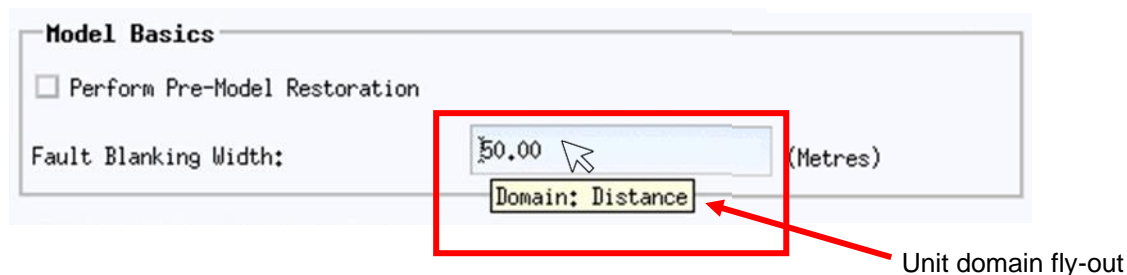 Model Basics
Perform Pre-Model Restoration
Fault Blanking Width: 50.00 (Metres)
Domain: Distance
Unit domain fly-out